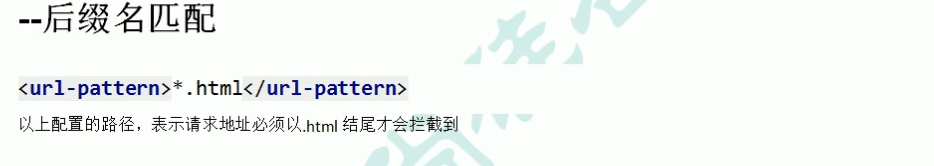 --后缀名匹配
<url-pattern>*.html</url-pattern>
以上配置的路径，表示请求地址必须以.html 结尾才会拦截到